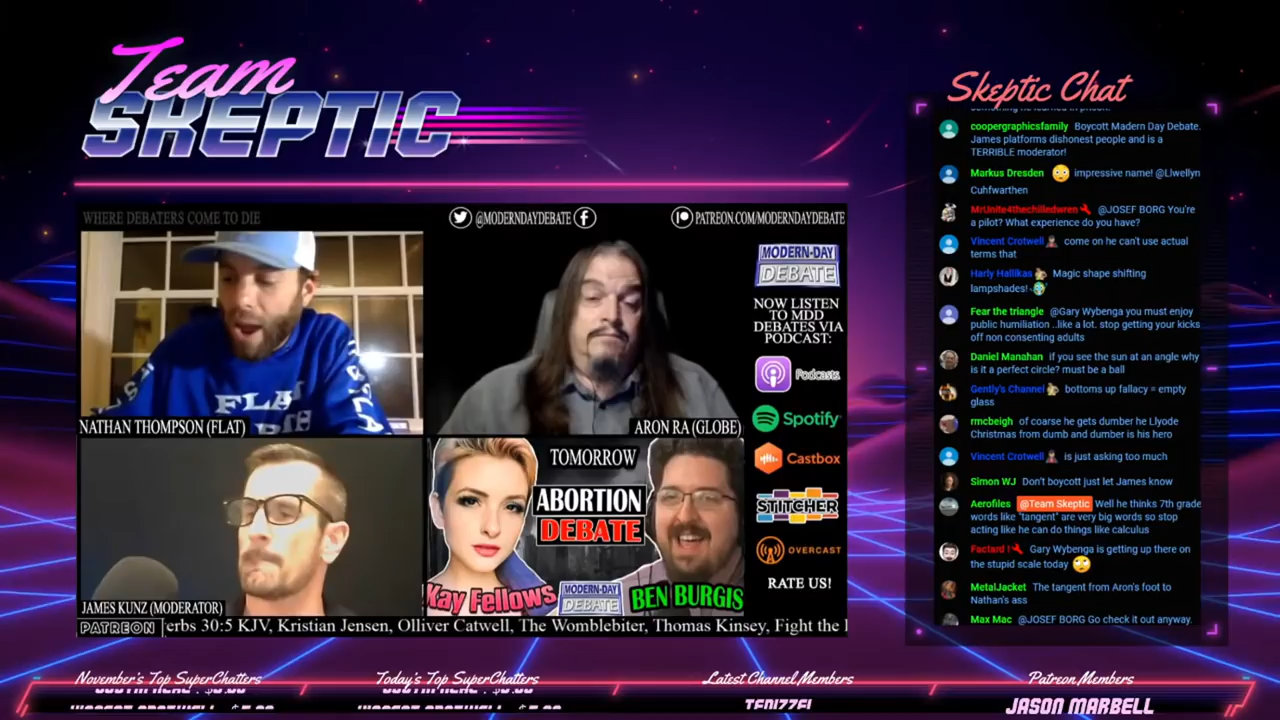 Team
SKEPTIC
WHERE DEBATERS COME TO DIE
@MODERNDAYDEBATE
PATREON.COM/MODERNDAYDEBATE
NATHAN THOMPSON (FLAT)
ARON RA (GLOBE)
JAMES KUNZ (MODERATOR)
TOMORROW
ABORTION
DEBATE
Kay Fellows
MODERN-DAY
DEBATE
BEN BURGIS
MODERN-DAY
DEBATE
NOW LISTEN
TO MDD
DEBATES VIA
PODCAST:
Podcasts
Spotify
Castbox
STITCHER
OVERCAST
RATE US!
PATREON
erbs 30:5 KJV, Kristian Jensen, Olliver Catwell, The Womblebiter, Thomas Kinsey, Fight the
Skeptic Chat
something he learned in prison.
coopergraphicsfamily Boycott Madern Day Debate.
James platforms dishonest people and is a
TERRIBLE moderator!
Markus Dresden impressive name! @Llwellyn
Cuhfwarthen
MrUnite4thechilledwren @JOSEF BORG You're
a pilot? What experience do you have?
Vincent Crotwell come on he can't use actual
terms that
Harly Hallikas Magic shape shifting
lampshades!
Fear the triangle @Gary Wybenga you must enjoy
public humiliation ..like a lot. stop getting your kicks
off non consenting adults
Daniel Manahan if you see the sun at an angle why
is it a perfect circle? must be a ball
Gently's Channel bottoms up fallacy = empty
glass
rmcbeigh of coarse he gets dumber he Llyode
Christmas from dumb and dumber is his hero
Vincent Crotwell is just asking too much
Simon WJ Don't boycott just let James know
Aerofiles @Team Skeptic Well he thinks 7th grade
words like "tangent" are very big words so stop
acting like he can do things like calculus
Factard ! Gary Wybenga is getting up there on
the stupid scale today
MetalJacket The tangent from Aron's foot to
Nathan's ass
Max Mac @JOSEF BORG Go check it out anyway.
November's Top SuperChatters
Today's Top SuperChatters
Latest Channel Members
Patreon Members
JASON MARBELL